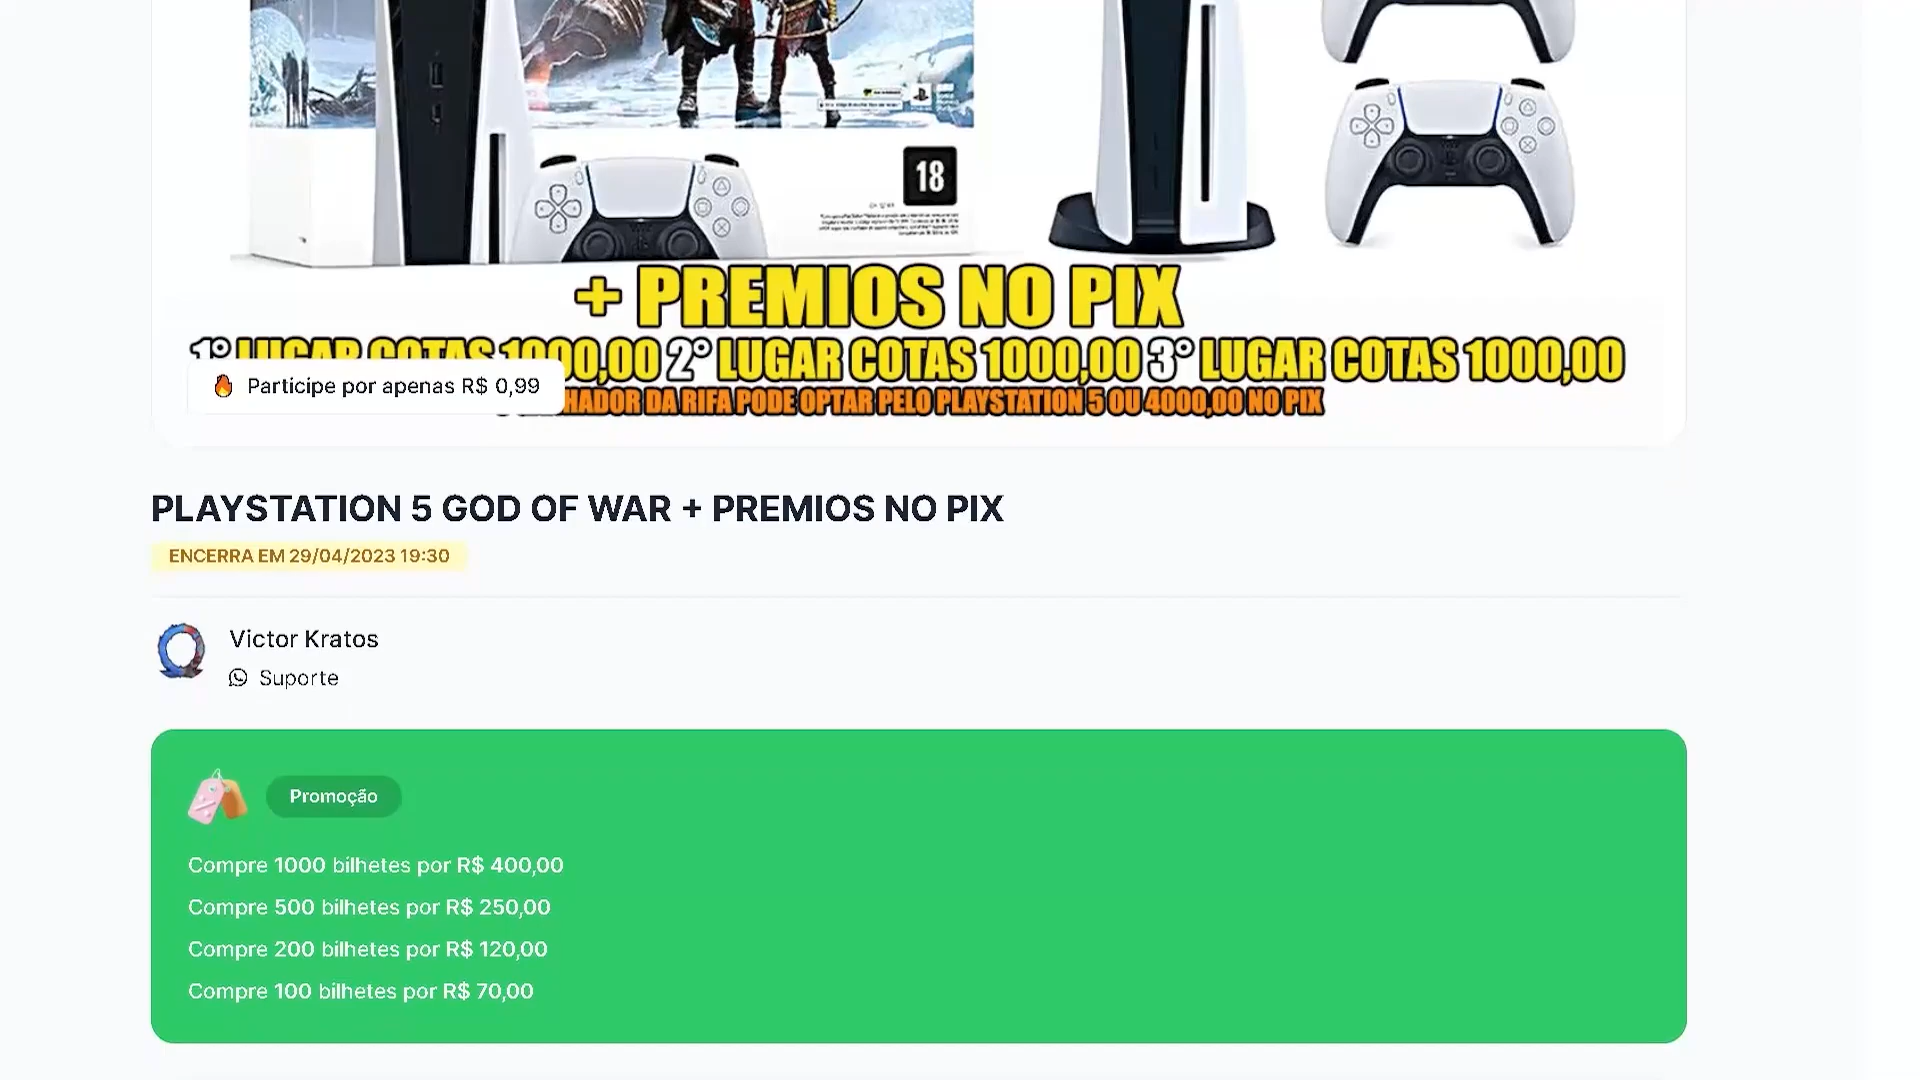 18
+ PREMIOS NO PIX
1° LUGAR COTAS 1000,00 2° LUGAR COTAS 1000,00 3° LUGAR COTAS 1000,00
🔥 Participe por apenas R$ 0,99
HADOR DA RIFA PODE OPTAR PELO PLAYSTATION 5 OU 4000,00 NO PIX
PLAYSTATION 5 GOD OF WAR + PREMIOS NO PIX
ENCERRA EM 29/04/2023 19:30
Victor Kratos
Suporte
Promoção
Compre 1000 bilhetes por R$ 400,00
Compre 500 bilhetes por R$ 250,00
Compre 200 bilhetes por R$ 120,00
Compre 100 bilhetes por R$ 70,00